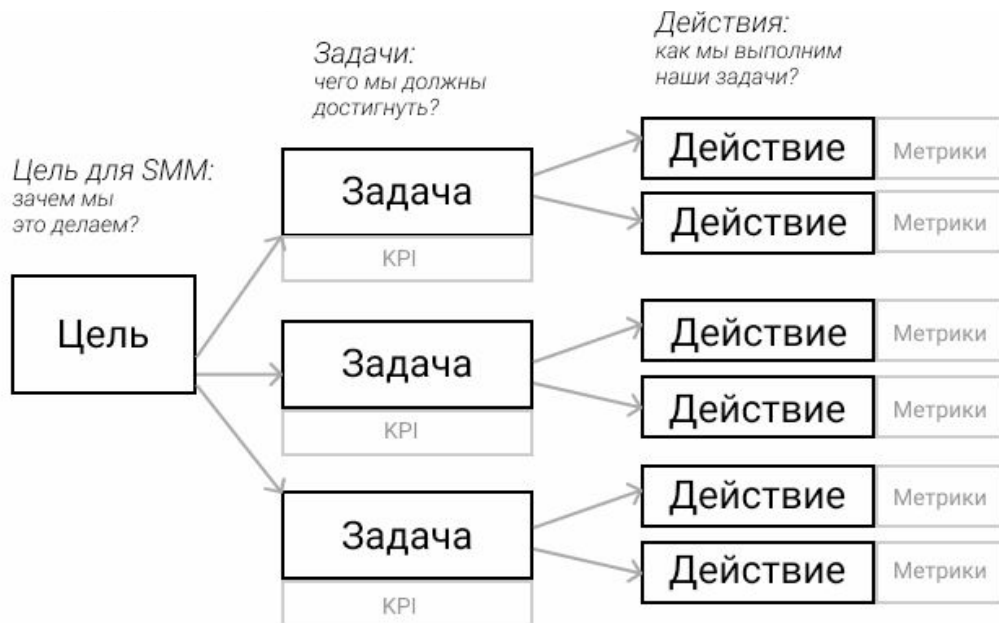 Цель для SMM:
зачем мы
это делаем?
Цель
Задачи:
чего мы должны
достигнуть?
Задача
KPI
Задача
KPI
Задача
KPI
Действия:
как мы выполним
наши задачи?
Действие Метрики
Действие Метрики
Действие Метрики
Действие Метрики
Действие Метрики
Действие Метрики